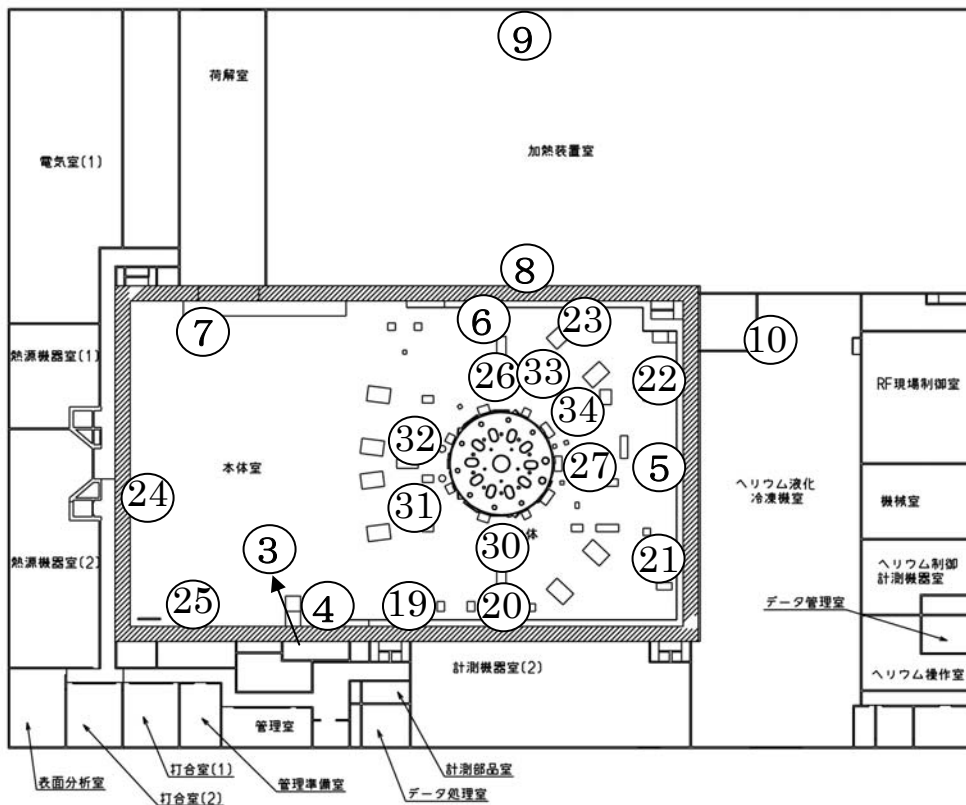 ⑨
荷解室
加熱装置室
電気室(1)
⑧
⑦
⑥
㉓
⑩
熱源機器室(1)
㉖
㉝
㉒
RF現場制御室
㉞
㉜
本体室
㉗
⑤
ヘリウム液化
冷凍機室
㉔
㉛
機械室
体
③
㉚
㉑
熱源機器室(2)
ヘリウム制御
計測機器室
㉕
④
⑲
⑳
データ管理室
計測機器室(2)
ヘリウム操作室
管理室
表面分析室
打合室(1)
打合室(2)
管理準備室
計測部品室
データ処理室